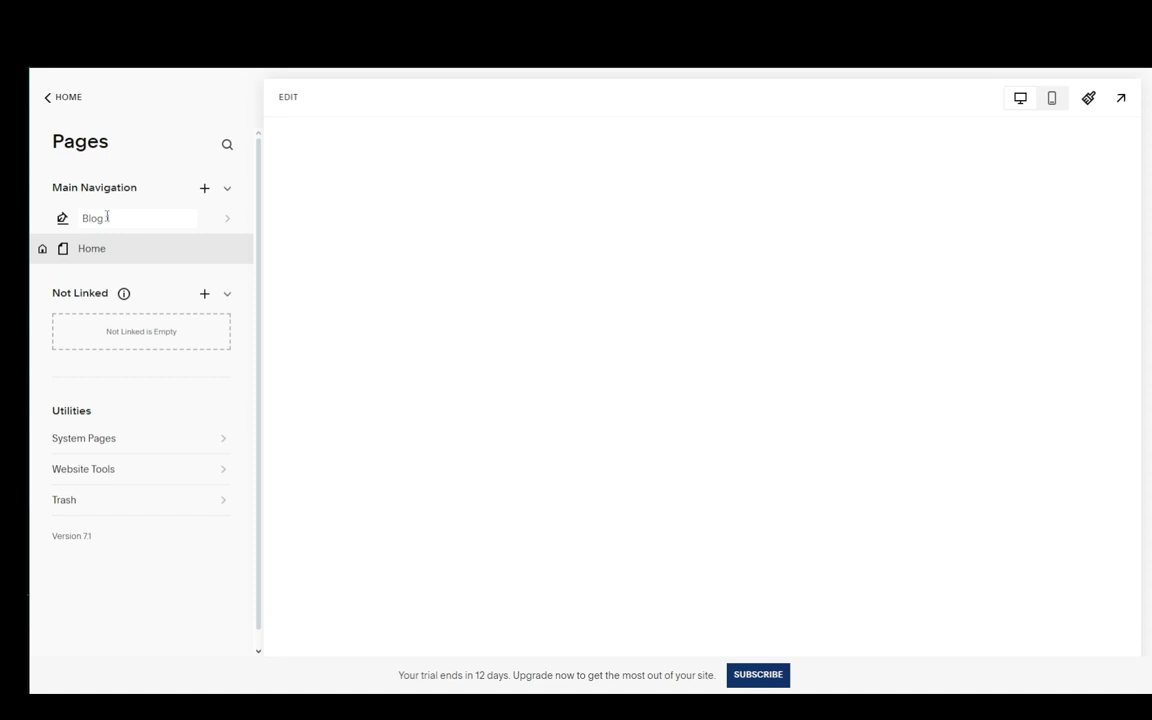 HOME
EDIT
Pages
Main Navigation
Blog
Home
Not Linked
Not Linked is Empty
Utilities
System Pages
Website Tools
Trash
Version 7.1
Your trial ends in 12 days. Upgrade now to get the most out of your site.
SUBSCRIBE